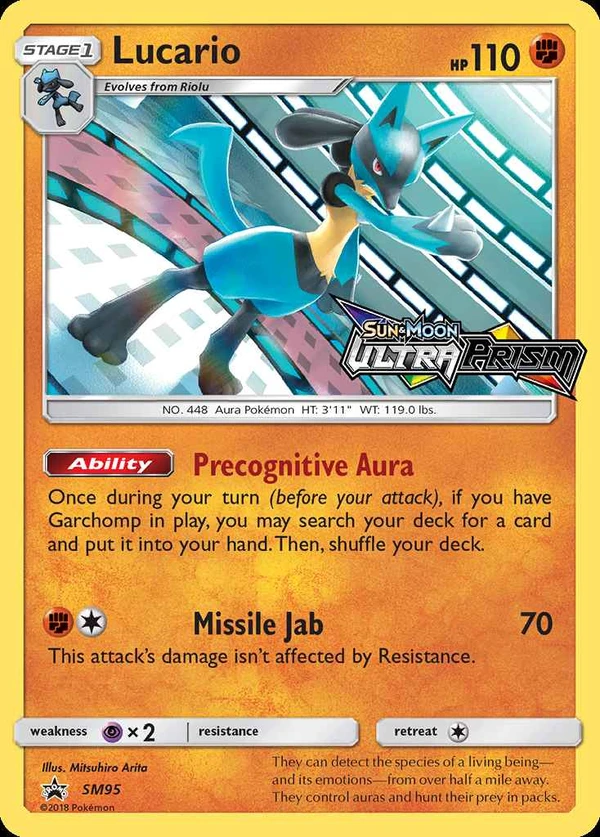 STAGE1 Lucario HP110
Evolves from Riolu
SUN&MOON
ULTRA PRISM
NO. 448 Aura Pokémon HT: 3'11" WT: 119.0 lbs.
Ability Precognitive Aura
Once during your turn (before your attack), if you have
Garchomp in play, you may search your deck for a card
and put it into your hand. Then, shuffle your deck.
Missile Jab 70
This attack's damage isn't affected by Resistance.
weakness ×2 resistance retreat
Illus. Mitsuhiro Arita
They can detect the species of a living being—
and its emotions—from over half a mile away.
They control auras and hunt their prey in packs.
PROMO SM95
©2018 Pokémon